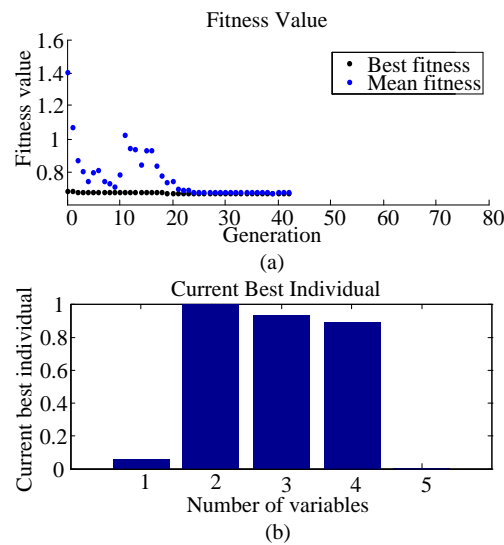 Fitness Value
1.6
1.4
1.2
1
0.8
Fitness value
Best fitness
Mean fitness
0 10 20 30 40 50 60 70 80
Generation
(a)
Current Best Individual
1
0.8
0.6
0.4
0.2
0
Current best individual
1 2 3 4 5
Number of variables
(b)